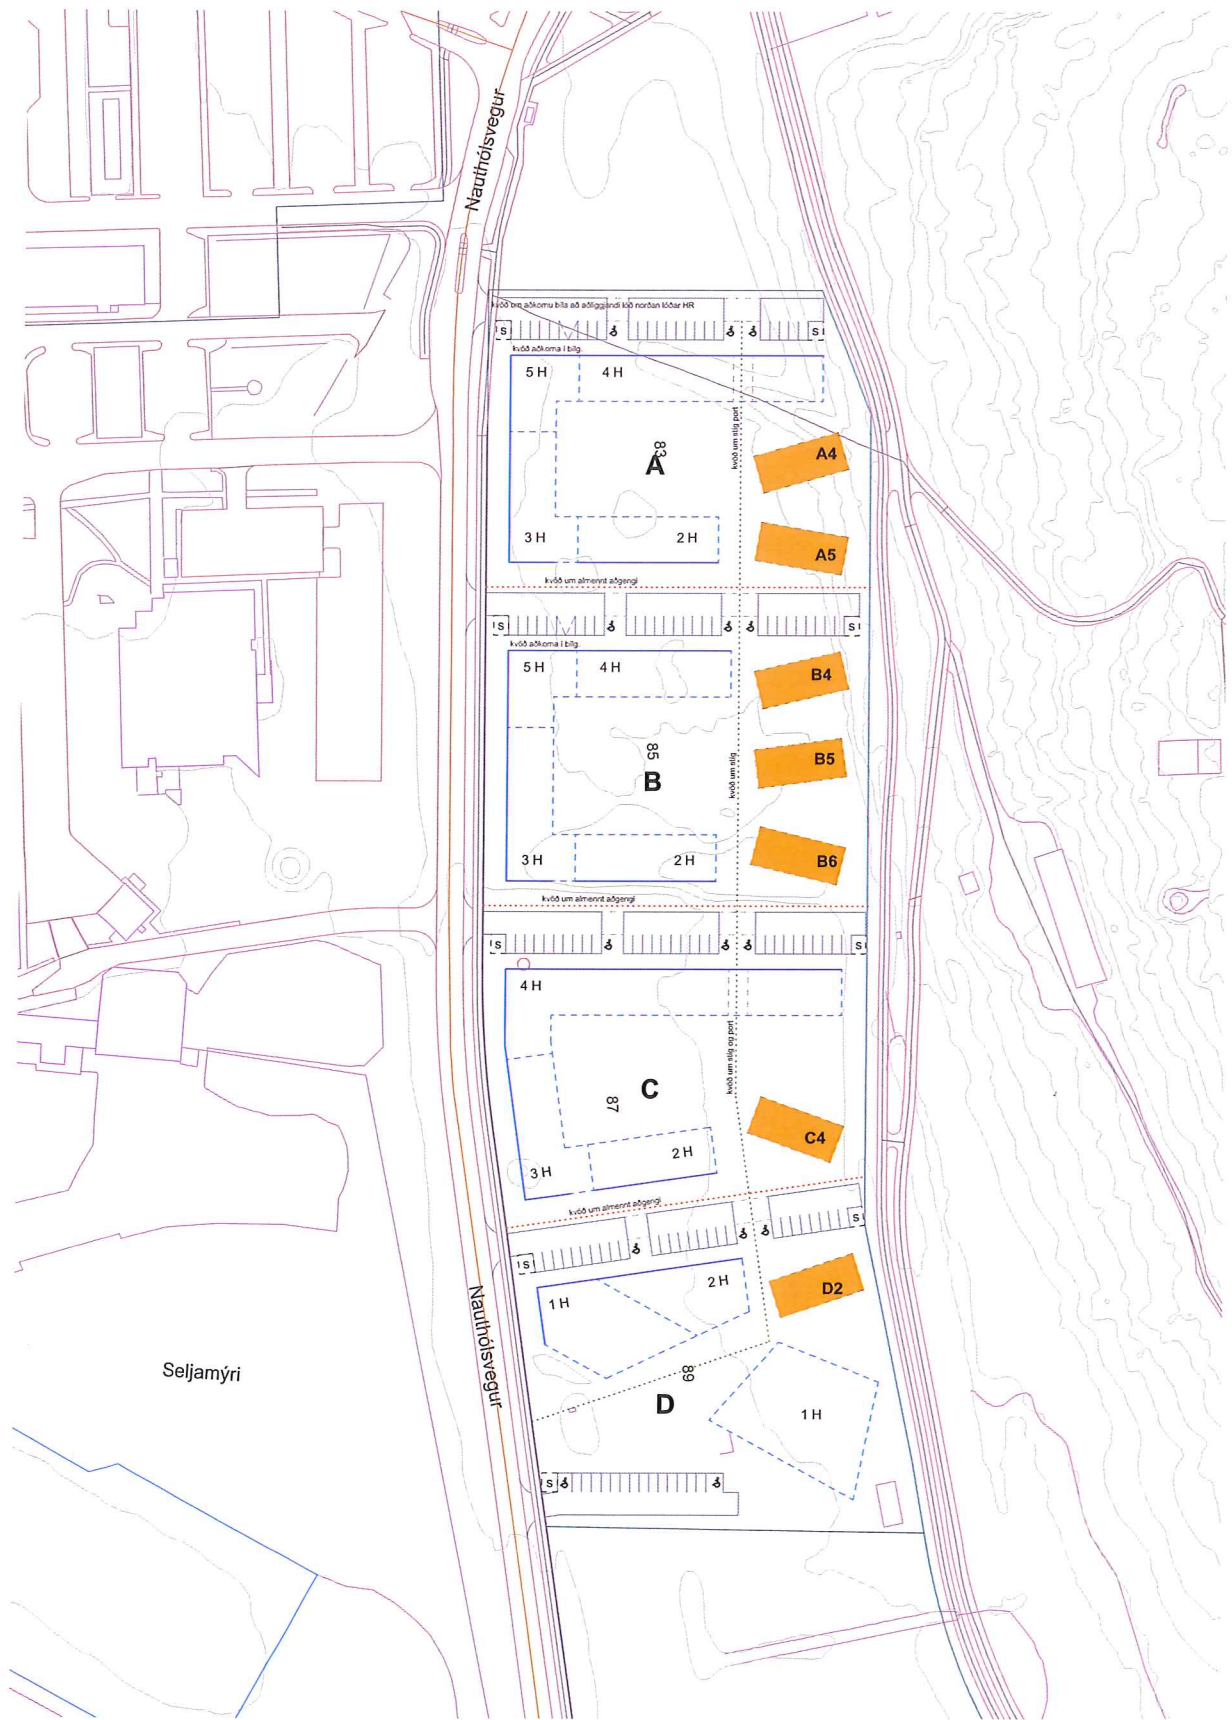 Nauthólsvegur
kvöð um aðkomu bíla að aðliggjandi lóð norðan lóðar HR
S
S
kvöð aðkoma í bílg.
5 H
4 H
kvöð um stíg port
83
A
A4
3 H
2 H
A5
kvöð um almennt aðgengi
S
S
kvöð aðkoma í bílg.
5 H
4 H
B4
85
B
kvöð um stíg
B5
3 H
2 H
B6
kvöð um almennt aðgengi
S
S
4 H
kvöð um stíg og port
C
87
C4
2 H
3 H
kvöð um almennt aðgengi
S
S
2 H
1 H
D2
Nauthólsvegur
Seljamýri
89
D
1 H
S